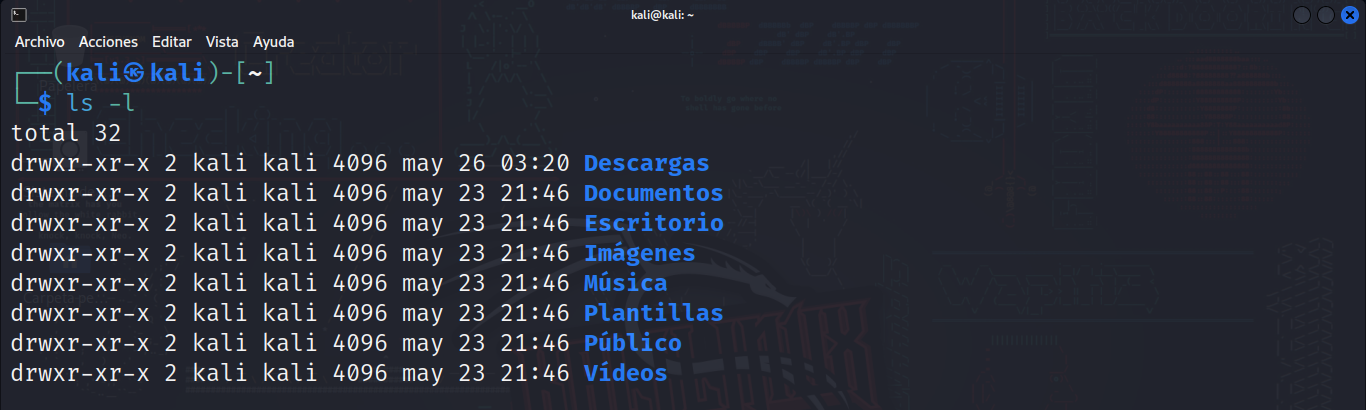 kali@kali: ~
Archivo Acciones Editar Vista Ayuda
┌──(kali㉿kali)-[~]
└─$ ls -l
total 32
drwxr-xr-x 2 kali kali 4096 may 26 03:20 Descargas
drwxr-xr-x 2 kali kali 4096 may 23 21:46 Documentos
drwxr-xr-x 2 kali kali 4096 may 23 21:46 Escritorio
drwxr-xr-x 2 kali kali 4096 may 23 21:46 Imágenes
drwxr-xr-x 2 kali kali 4096 may 23 21:46 Música
drwxr-xr-x 2 kali kali 4096 may 23 21:46 Plantillas
drwxr-xr-x 2 kali kali 4096 may 23 21:46 Público
drwxr-xr-x 2 kali kali 4096 may 23 21:46 Vídeos